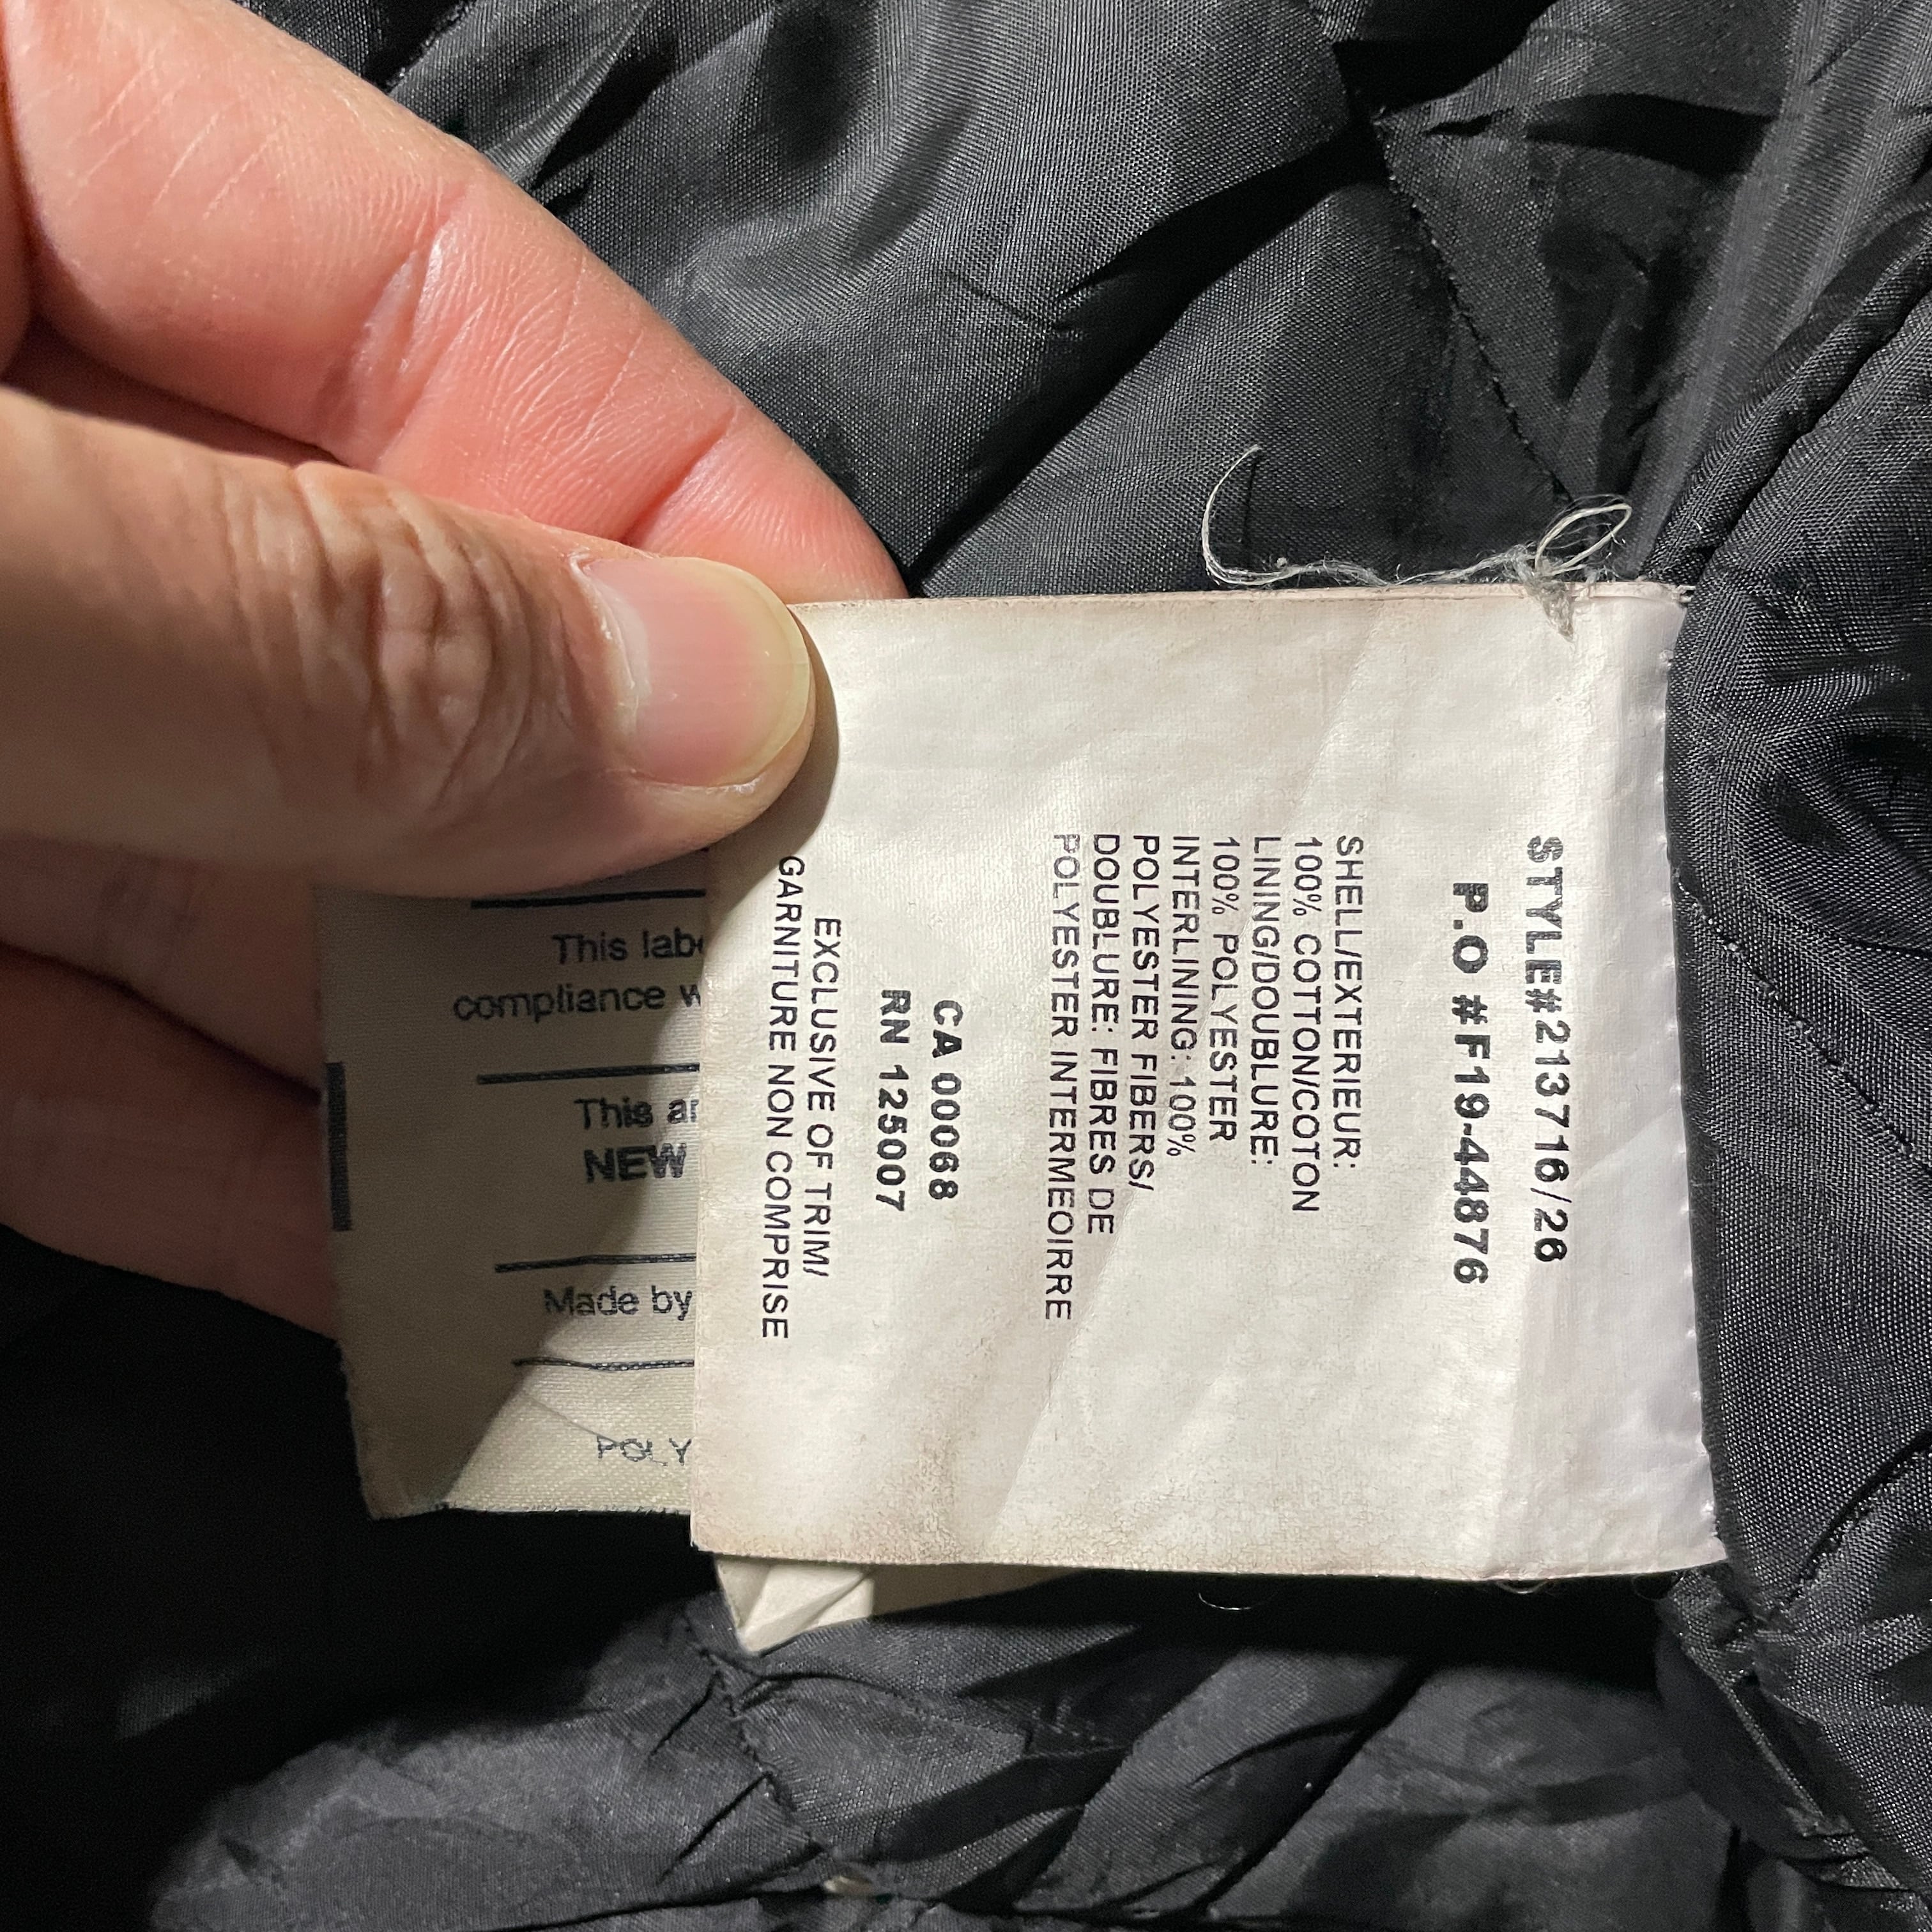 STYLE#213716/26
P.O #F19-44876
SHELL/EXTERIEUR:
100% COTTON/COTON
LINING/DOUBLURE:
100% POLYESTER
INTERLINING: 100%
POLYESTER FIBERS/
DOUBLURE: FIBRES DE
POLYESTER INTERMEOIRRE
CA 00068
RN 125007
EXCLUSIVE OF TRIM/
GARNITURE NON COMPRISE
This
compliance
This
NEW
Made by
POLY